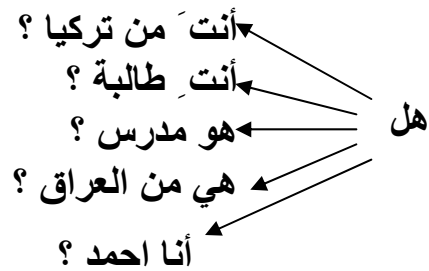 أنتَ من تركيا ؟
أنتِ طالبة ؟
هل
هو مدرس ؟
هي من العراق ؟
أنا احمد ؟